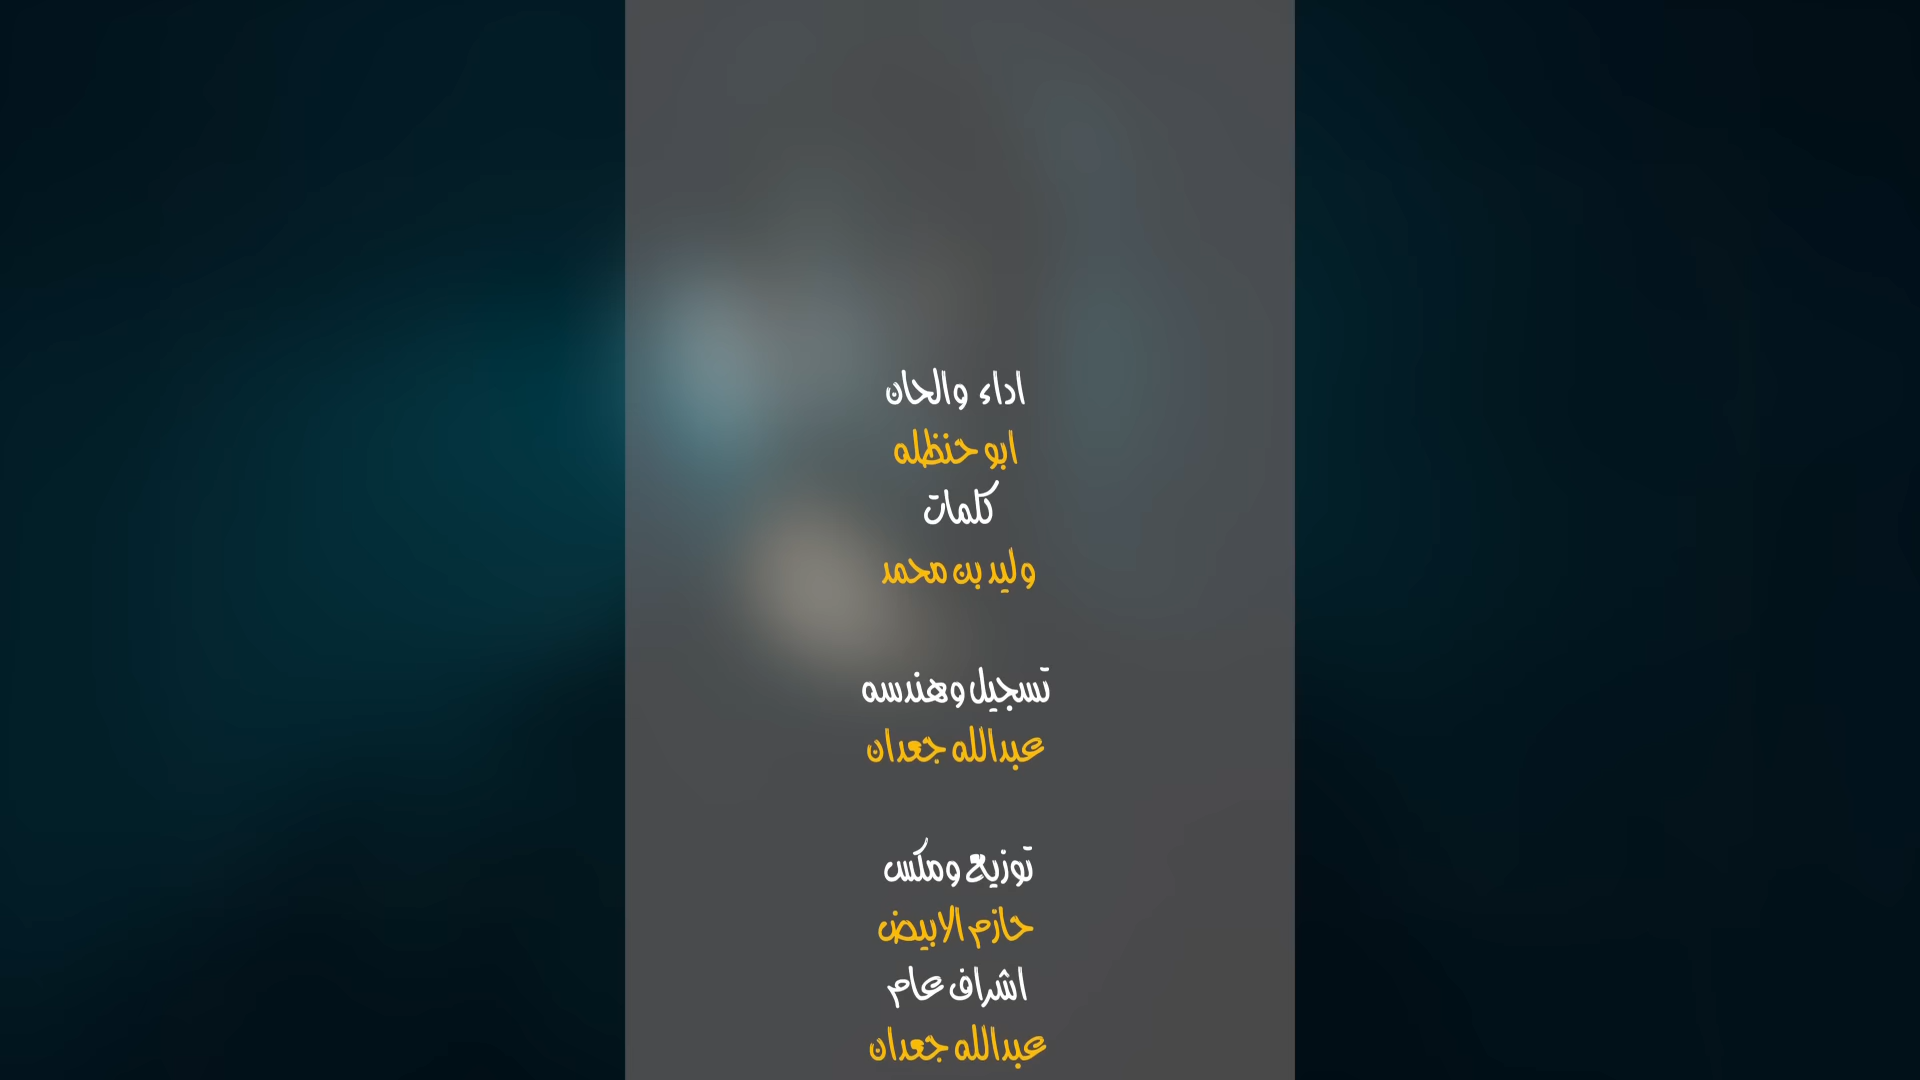 اداء والحان
ابو حنظله
كلمات
وليد بن محمد
تسجيل وهندسه
عبدالله جعدان
توزيع ومكس
حازم الابيض
اشراف عام
عبدالله جعدان